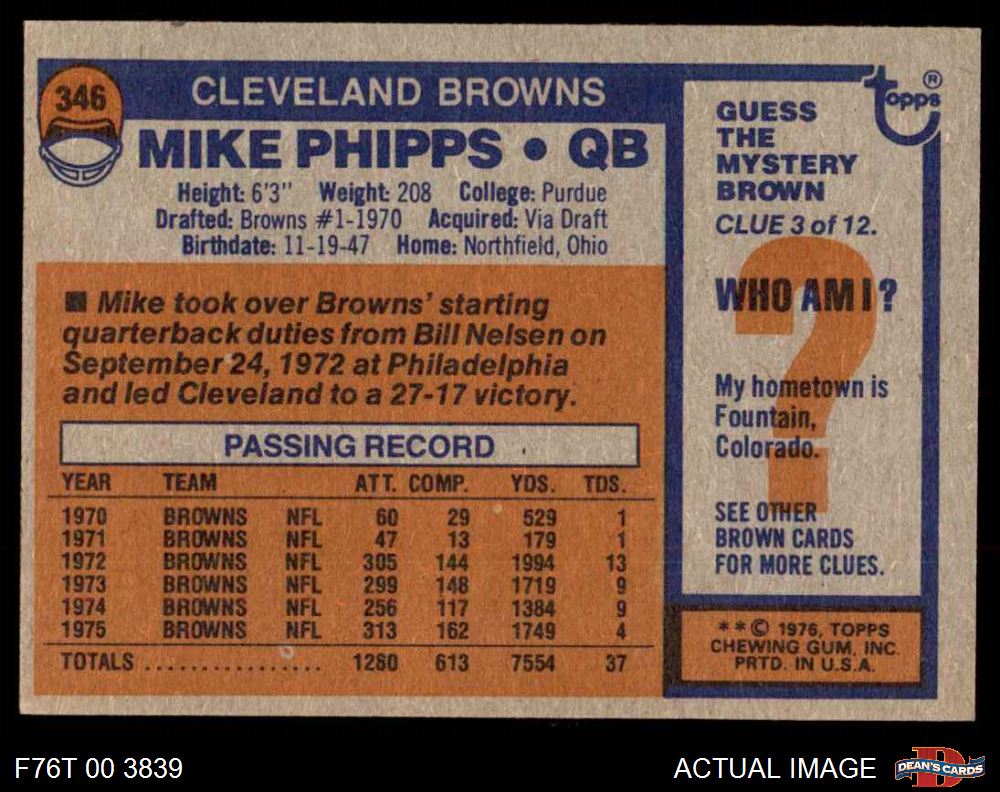 346
CLEVELAND BROWNS
MIKE PHIPPS • QB
Height: 6'3" Weight: 208 College: Purdue
Drafted: Browns #1-1970 Acquired: Via Draft
Birthdate: 11-19-47 Home: Northfield, Ohio
■ Mike took over Browns' starting
quarterback duties from Bill Nelsen on
September 24, 1972 at Philadelphia
and led Cleveland to a 27-17 victory.
PASSING RECORD
YEAR TEAM ATT. COMP. YDS. TDS.
1970 BROWNS NFL 60 29 529 1
1971 BROWNS NFL 47 13 179 1
1972 BROWNS NFL 305 144 1994 13
1973 BROWNS NFL 299 148 1719 9
1974 BROWNS NFL 256 117 1384 9
1975 BROWNS NFL 313 162 1749 4
TOTALS ................. 1280 613 7554 37
topps ®
GUESS
THE
MYSTERY
BROWN
CLUE 3 of 12.
?
WHO AM I?
My hometown is
Fountain,
Colorado.
SEE OTHER
BROWN CARDS
FOR MORE CLUES.
**© 1976, TOPPS
CHEWING GUM, INC.
PRTD. IN U.S.A.
F76T 00 3839
ACTUAL IMAGE
D
DEAN'S CARDS